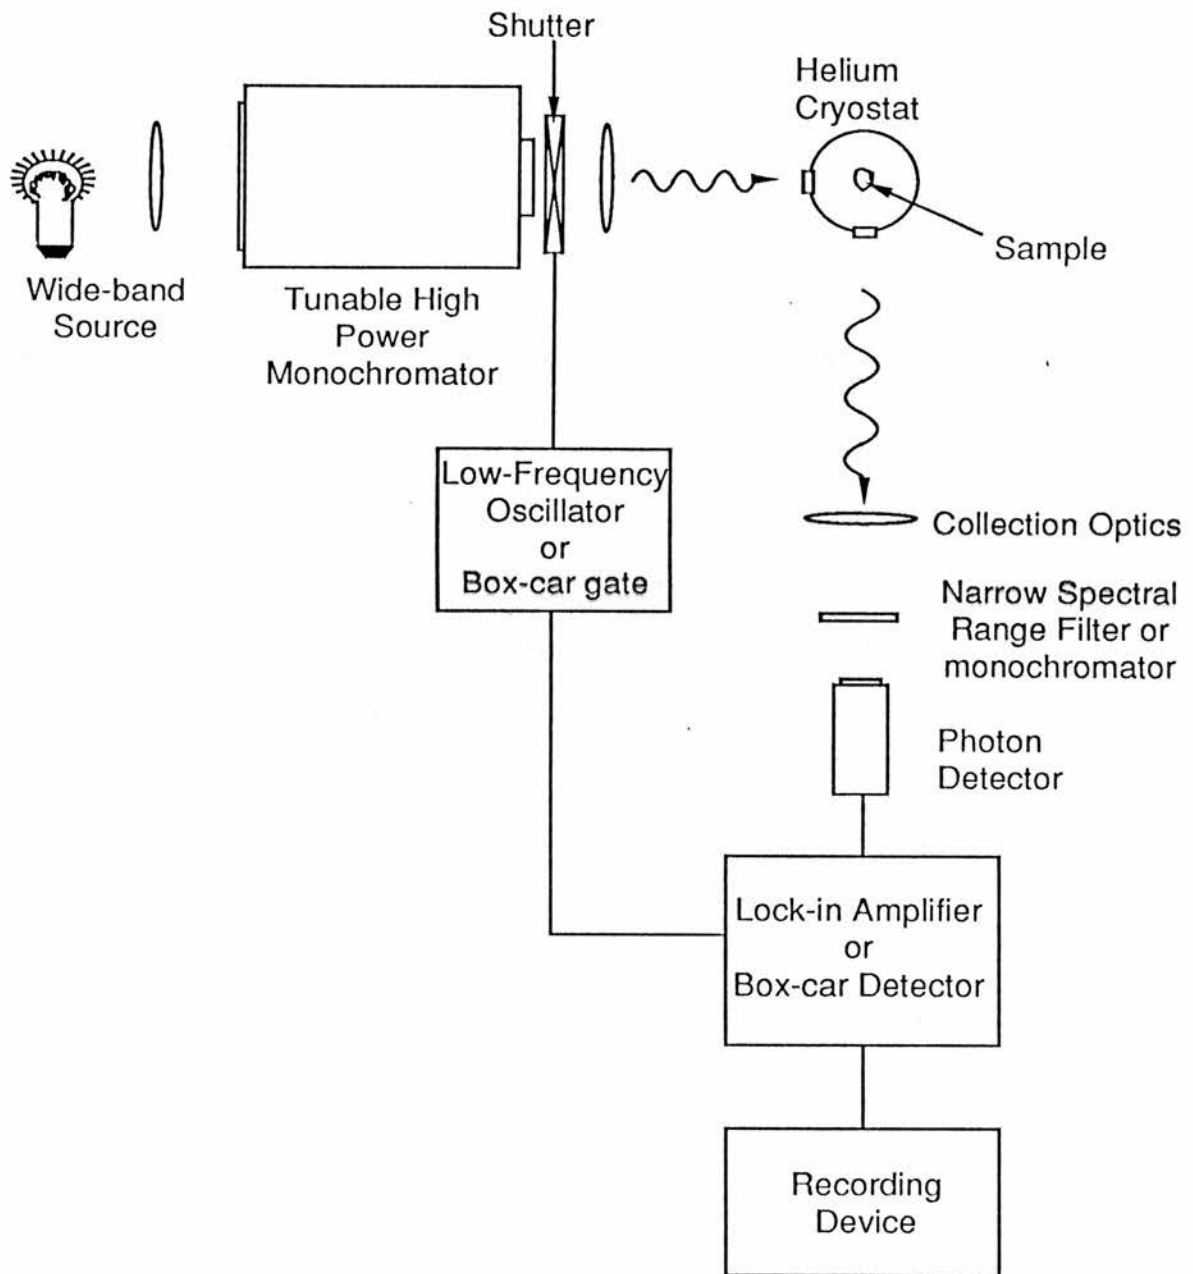 Shutter
Helium
Cryostat
Sample
Wide-band
Source
Tunable High
Power
Monochromator
Low-Frequency
Oscillator
or
Box-car gate
Collection Optics
Narrow Spectral
Range Filter or
monochromator
Photon
Detector
Lock-in Amplifier
or
Box-car Detector
Recording
Device